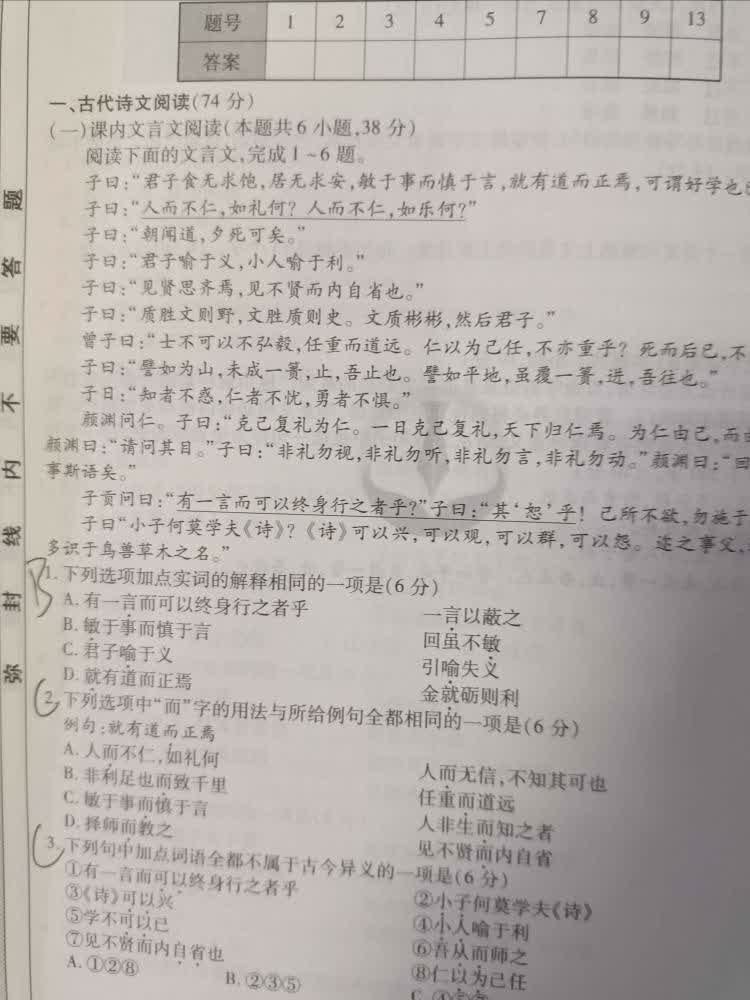 题号 1 2 3 4 5 7 8 9 13
答案
一、古代诗文阅读(74分)
(一)课内文言文阅读(本题共6小题,38分)
阅读下面的文言文,完成1~6题。
子曰:“君子食无求饱,居无求安,敏于事而慎于言,就有道而正焉,可谓好学也已
子曰:“人而不仁,如礼何?人而不仁,如乐何?”
子曰:“朝闻道,夕死可矣。”
子曰:“君子喻于义,小人喻于利。”
子曰:“见贤思齐焉,见不贤而内自省也。”
子曰:“质胜文则野,文胜质则史。文质彬彬,然后君子。”
曾子曰:“士不可以不弘毅,任重而道远。仁以为己任,不亦重乎?死而后已,不
子曰:“譬如为山,未成一篑,止,吾止也。譬如平地,虽覆一篑,进,吾往也。”
子曰:“知者不惑,仁者不忧,勇者不惧。”
颜渊问仁。子曰:“克己复礼为仁。一日克己复礼,天下归仁焉。为仁由己,而由
颜渊曰:“请问其目。”子曰:“非礼勿视,非礼勿听,非礼勿言,非礼勿动。”颜渊曰:“回
事斯语矣。”
子贡问曰:“有一言而可以终身行之者乎?”子曰:“其‘恕’乎!己所不欲,勿施于
子曰“小子何莫学夫《诗》?《诗》可以兴,可以观,可以群,可以怨。迩之事父,
多识于鸟兽草木之名。”
B
1.下列选项加点实词的解释相同的一项是(6分)
A.有一言而可以终身行之者乎 一言以蔽之
B.敏于事而慎于言 回虽不敏
C.君子喻于义 引喻失义
D.就有道而正焉 金就砺则利
2.下列选项中“而”字的用法与所给例句全都相同的一项是(6分)
例句:就有道而正焉
A.人而不仁,如礼何 人而无信,不知其可也
B.非利足也而致千里 任重而道远
C.敏于事而慎于言 人非生而知之者
D.择师而教之 见不贤而内自省
3.下列句中加点词语全都不属于古今异义的一项是(6分)
①有一言而可以终身行之者乎 ②小子何莫学夫《诗》
③《诗》可以兴 ④小人喻于利
⑤学不可以已 ⑥吾从而师之
⑦见不贤而内自省也 ⑧仁以为己任
A.①②⑧ B.②③⑤
弥 封 线 内 不 要 答 题